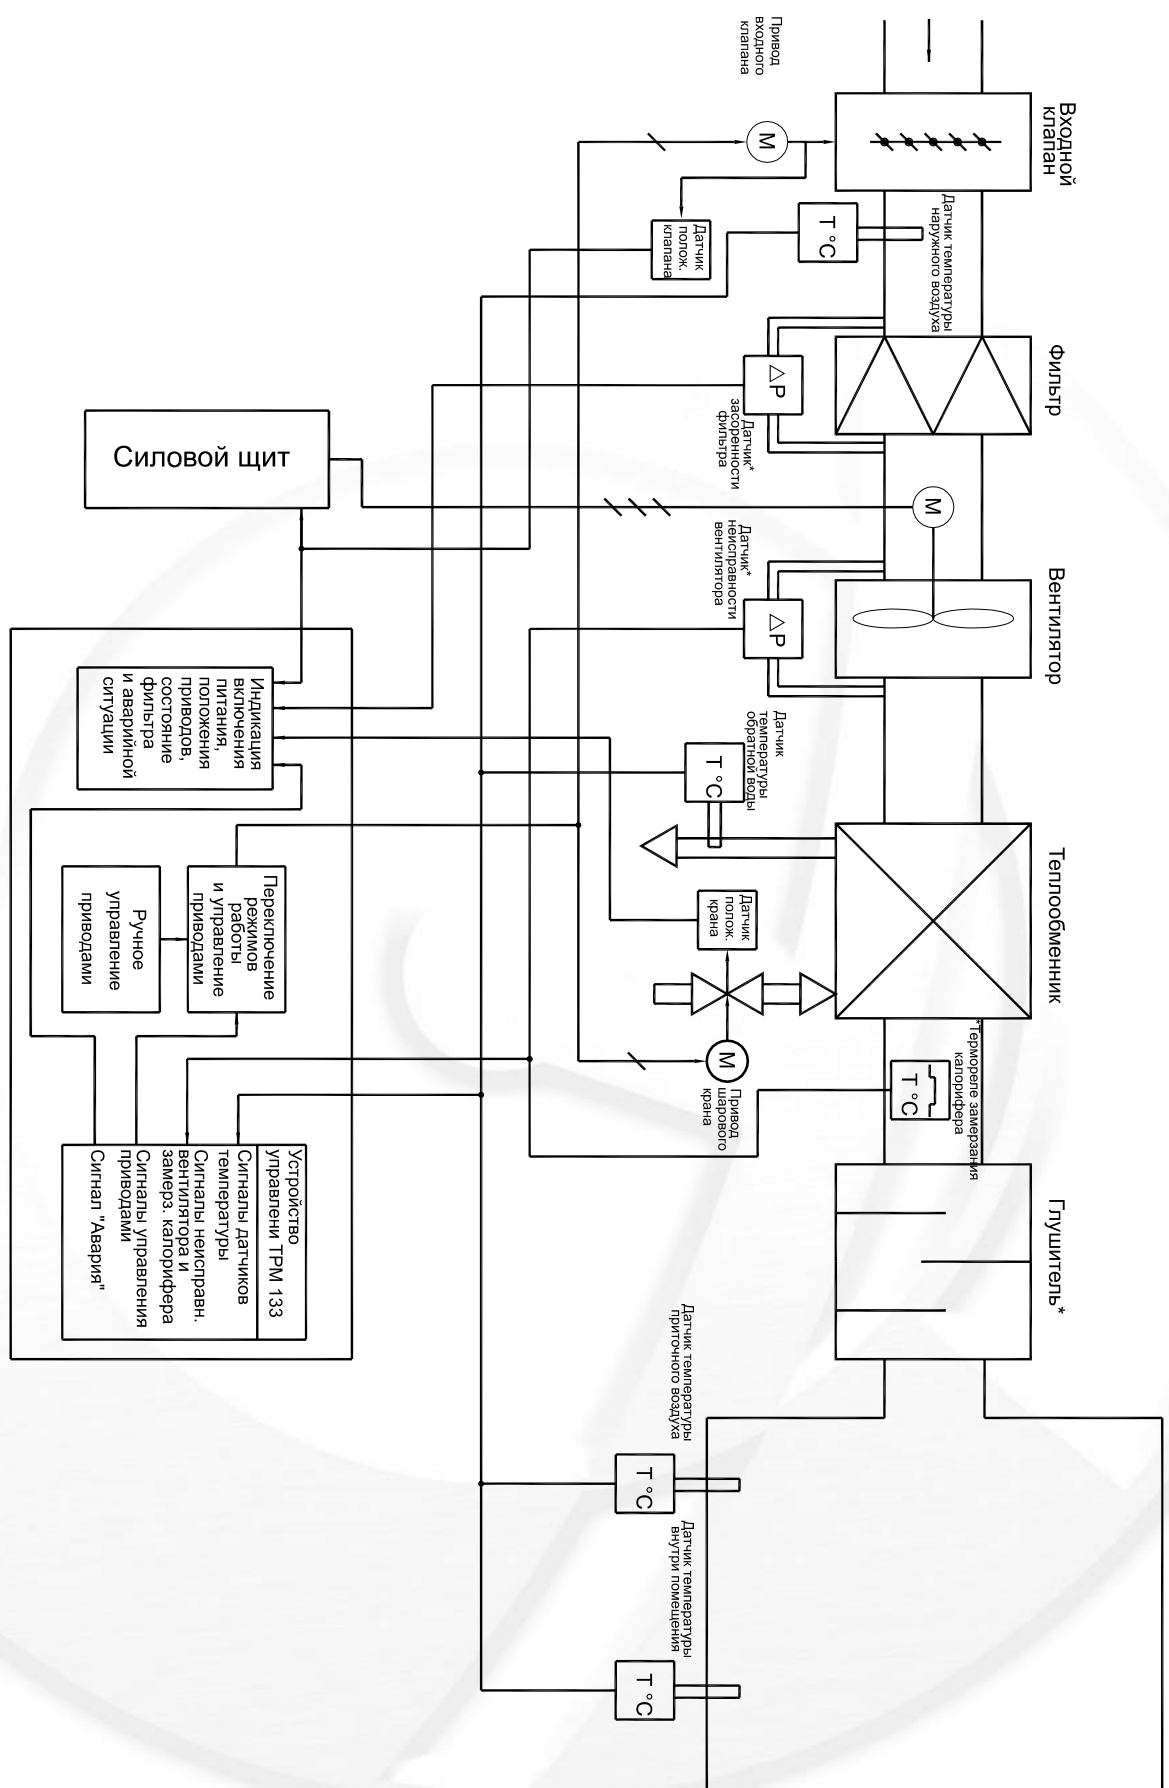 Входной
клапан
Фильтр
Вентилятор
Теплообменник
Глушитель*
Привод
входного
клапана
M
Датчик
полож.
клапана
T °C
Датчик температуры
наружного воздуха
△P
Датчик*
засоренности
фильтра
M
Датчик*
неисправности
вентилятора
△P
Датчик
температуры
обратной воды
T °C
Датчик
полож.
крана
M
Привод
шарового
крана
*Термореле замерзания
калорифера
T °C
Датчик температуры
приточного воздуха
T °C
Датчик температуры
внутри помещения
T °C
Силовой щит
Индикация
включения
питания,
положения
приводов,
состояние
фильтра
и аварийной
ситуации
Переключение
режимов
работы
и управление
приводами
Ручное
управление
приводами
Устройство
управлени ТРМ 133
Сигналы датчиков
температуры
Сигналы неисправн.
вентилятора и
замерз. калорифера
Сигналы управления
приводами
Сигнал "Авария"